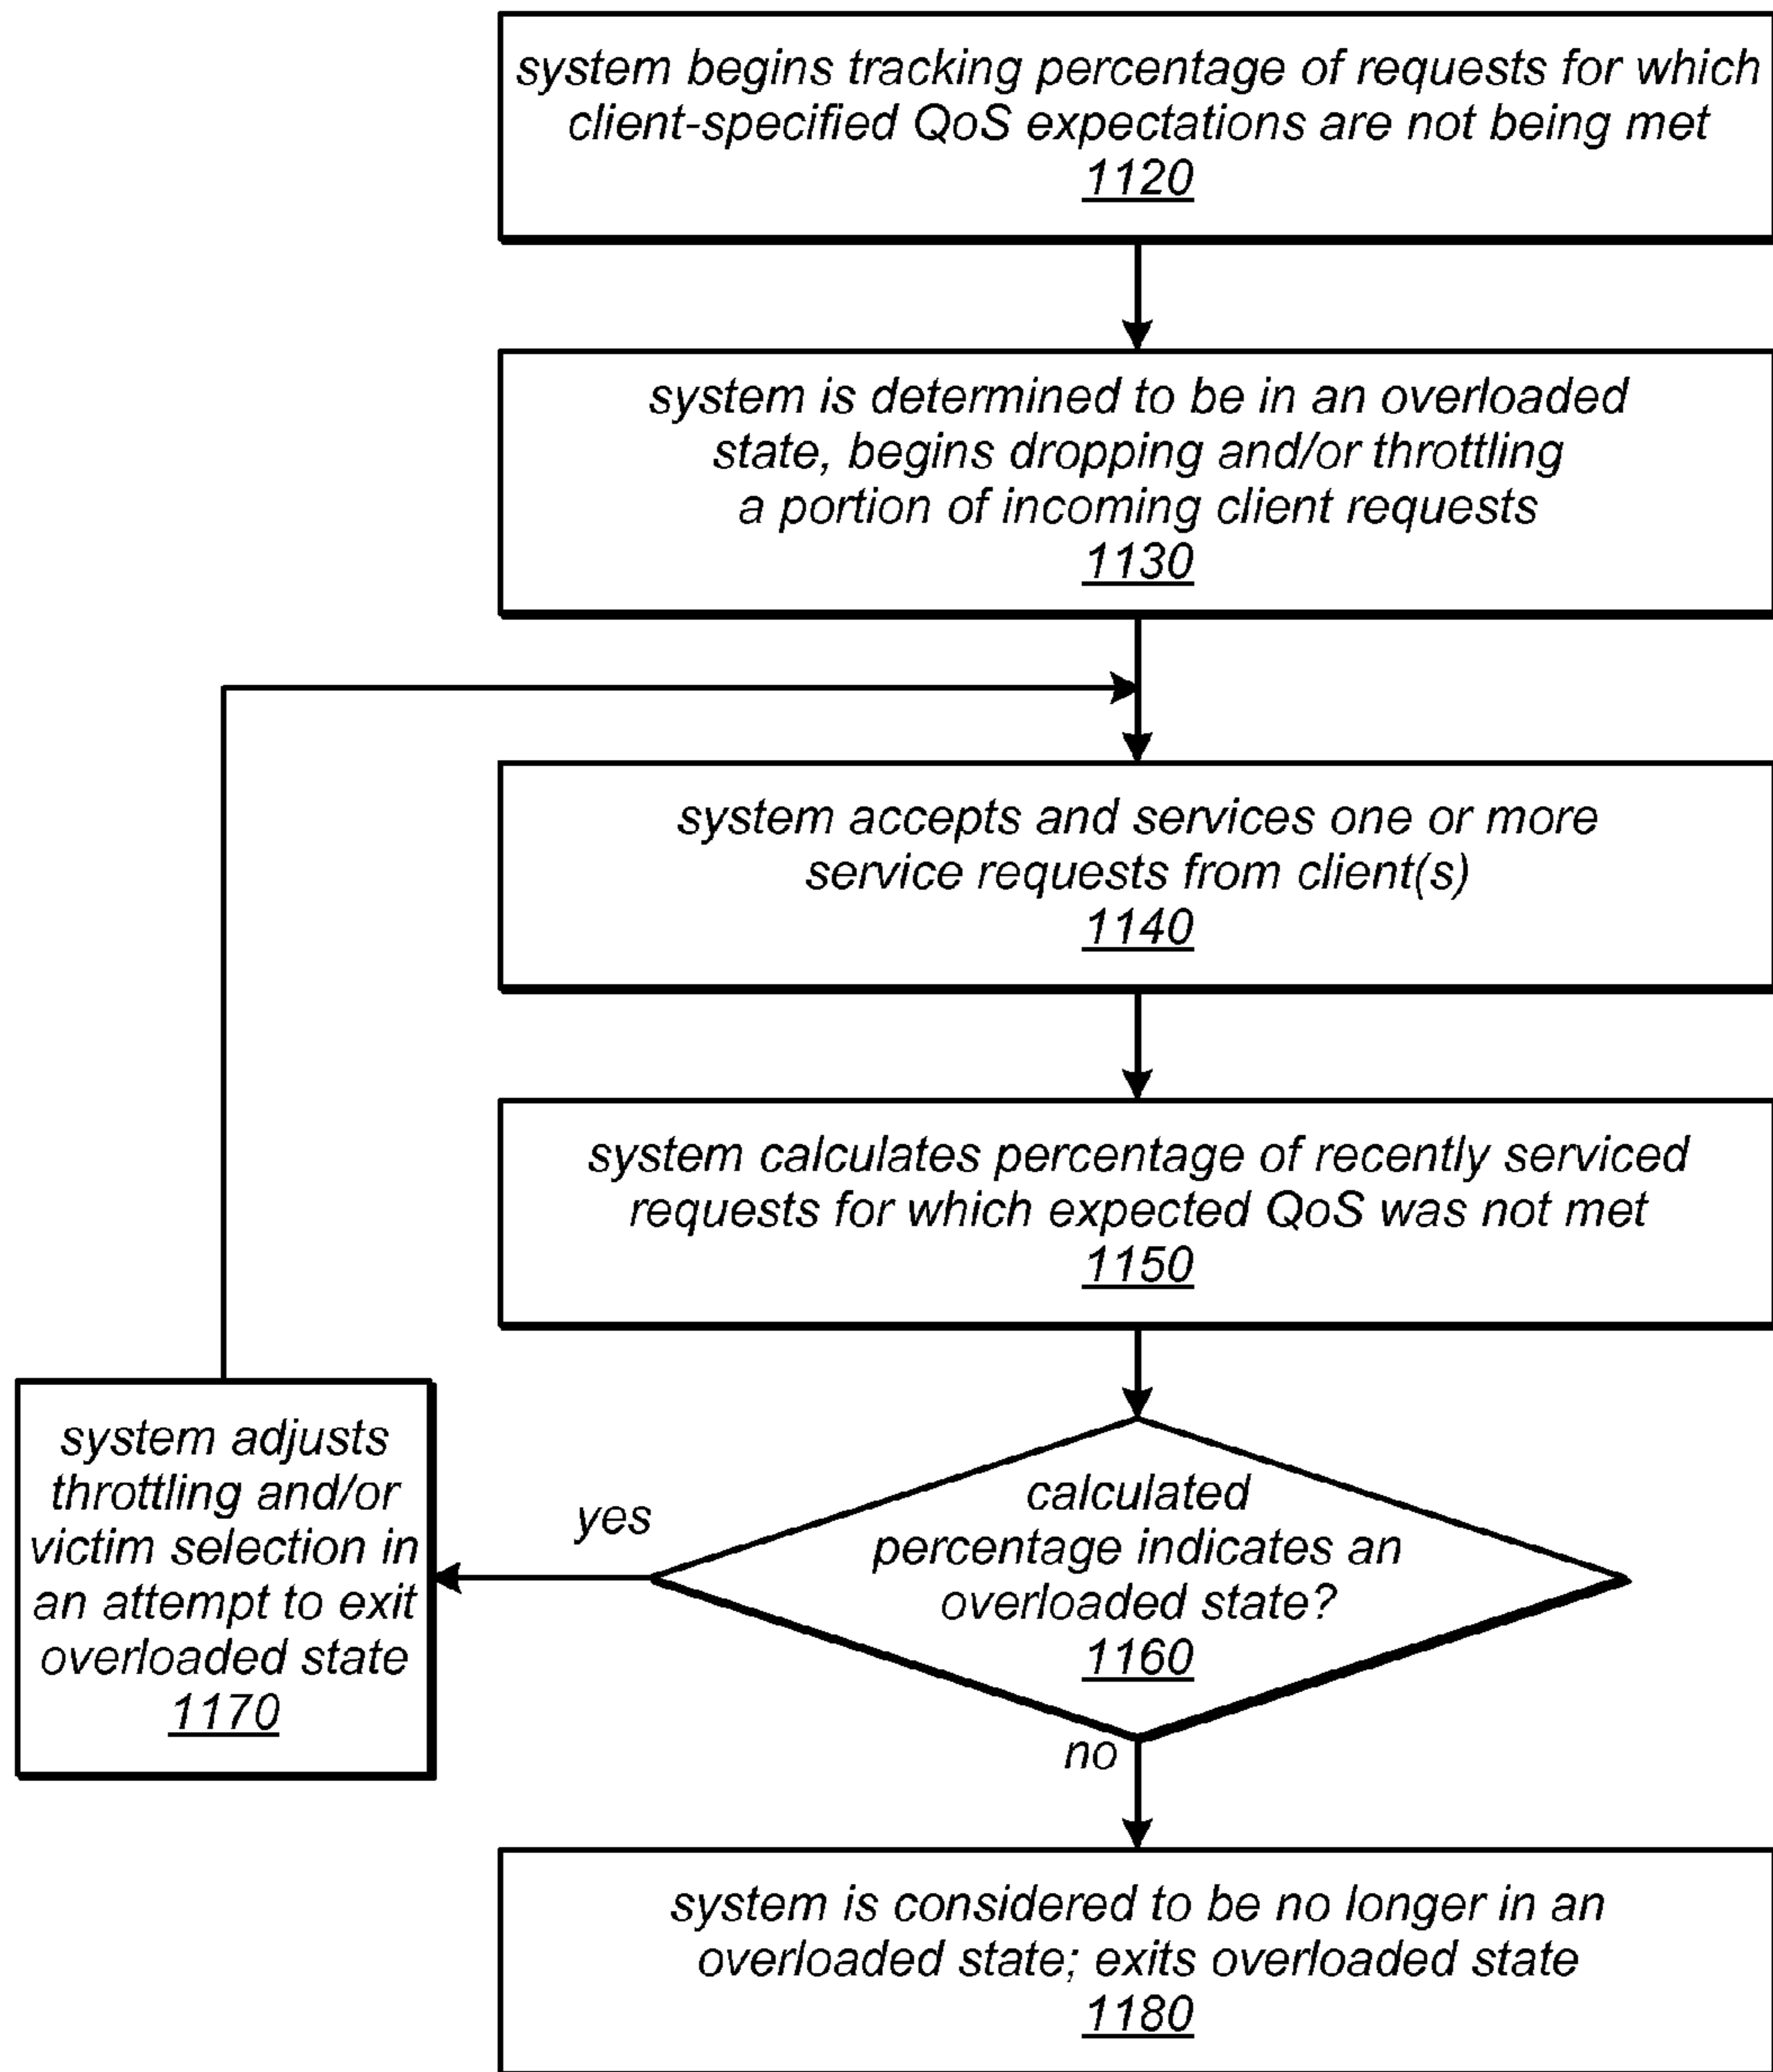 system begins tracking percentage of requests for which
client-specified QoS expectations are not being met
1120
system is determined to be in an overloaded
state, begins dropping and/or throttling
a portion of incoming client requests
1130
system accepts and services one or more
service requests from client(s)
1140
system calculates percentage of recently serviced
requests for which expected QoS was not met
1150
calculated
percentage indicates an
overloaded state?
1160
yes
system adjusts
throttling and/or
victim selection in
an attempt to exit
overloaded state
1170
no
system is considered to be no longer in an
overloaded state; exits overloaded state
1180